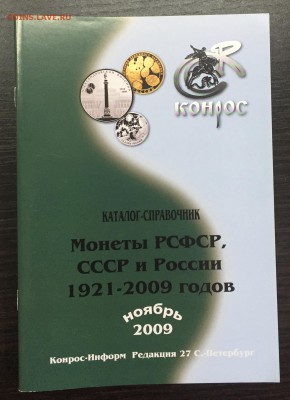 COINS.LAVE.RU
CR
КОНРОС
КАТАЛОГ-СПРАВОЧНИК
Монеты РСФСР,
СССР и России
1921-2009 годов
ноябрь
2009
Конрос-Информ Редакция 27 С.-Петербург